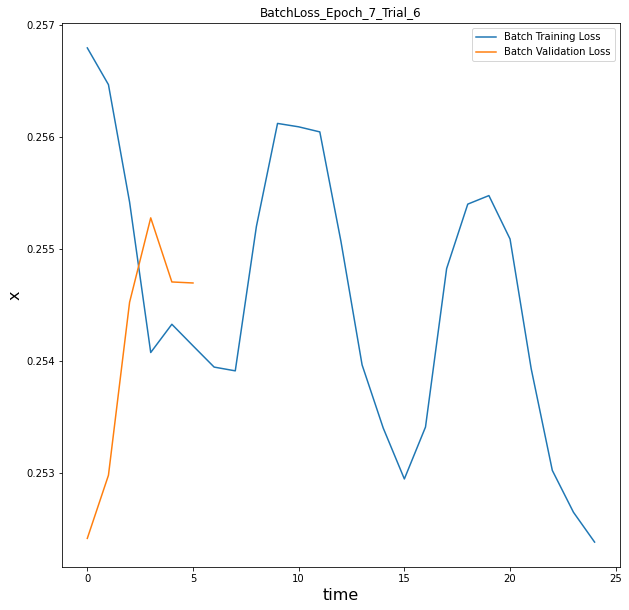 BatchLoss_Epoch_7_Trial_6
Batch Training Loss
Batch Validation Loss
0.257
0.256
0.255
0.254
0.253
x
0
5
10
15
20
25
time